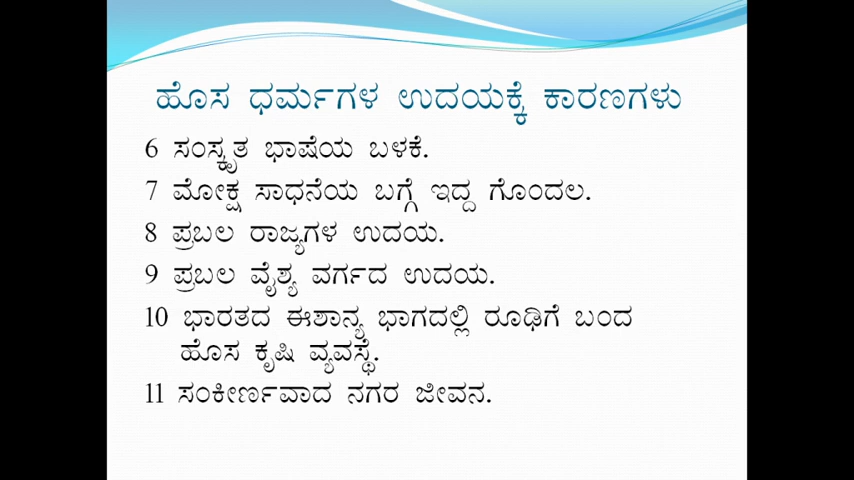 ಹೊಸ ಧರ್ಮಗಳ ಉದಯಕ್ಕೆ ಕಾರಣಗಳು
6 ಸಂಸ್ಕೃತ ಭಾಷೆಯ ಬಳಕೆ.
7 ಮೋಕ್ಷ ಸಾಧನೆಯ ಬಗ್ಗೆ ಇದ್ದ ಗೊಂದಲ.
8 ಪ್ರಬಲ ರಾಜ್ಯಗಳ ಉದಯ.
9 ಪ್ರಬಲ ವೈಶ್ಯ ವರ್ಗದ ಉದಯ.
10 ಭಾರತದ ಈಶಾನ್ಯ ಭಾಗದಲ್ಲಿ ರೂಢಿಗೆ ಬಂದ
ಹೊಸ ಕೃಷಿ ವ್ಯವಸ್ಥೆ.
11 ಸಂಕೀರ್ಣವಾದ ನಗರ ಜೀವನ.